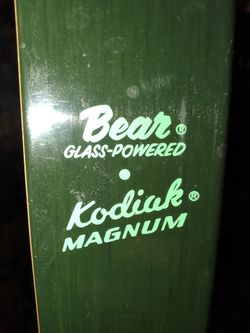 Bear®
GLASS-POWERED
•
Kodiak®
MAGNUM